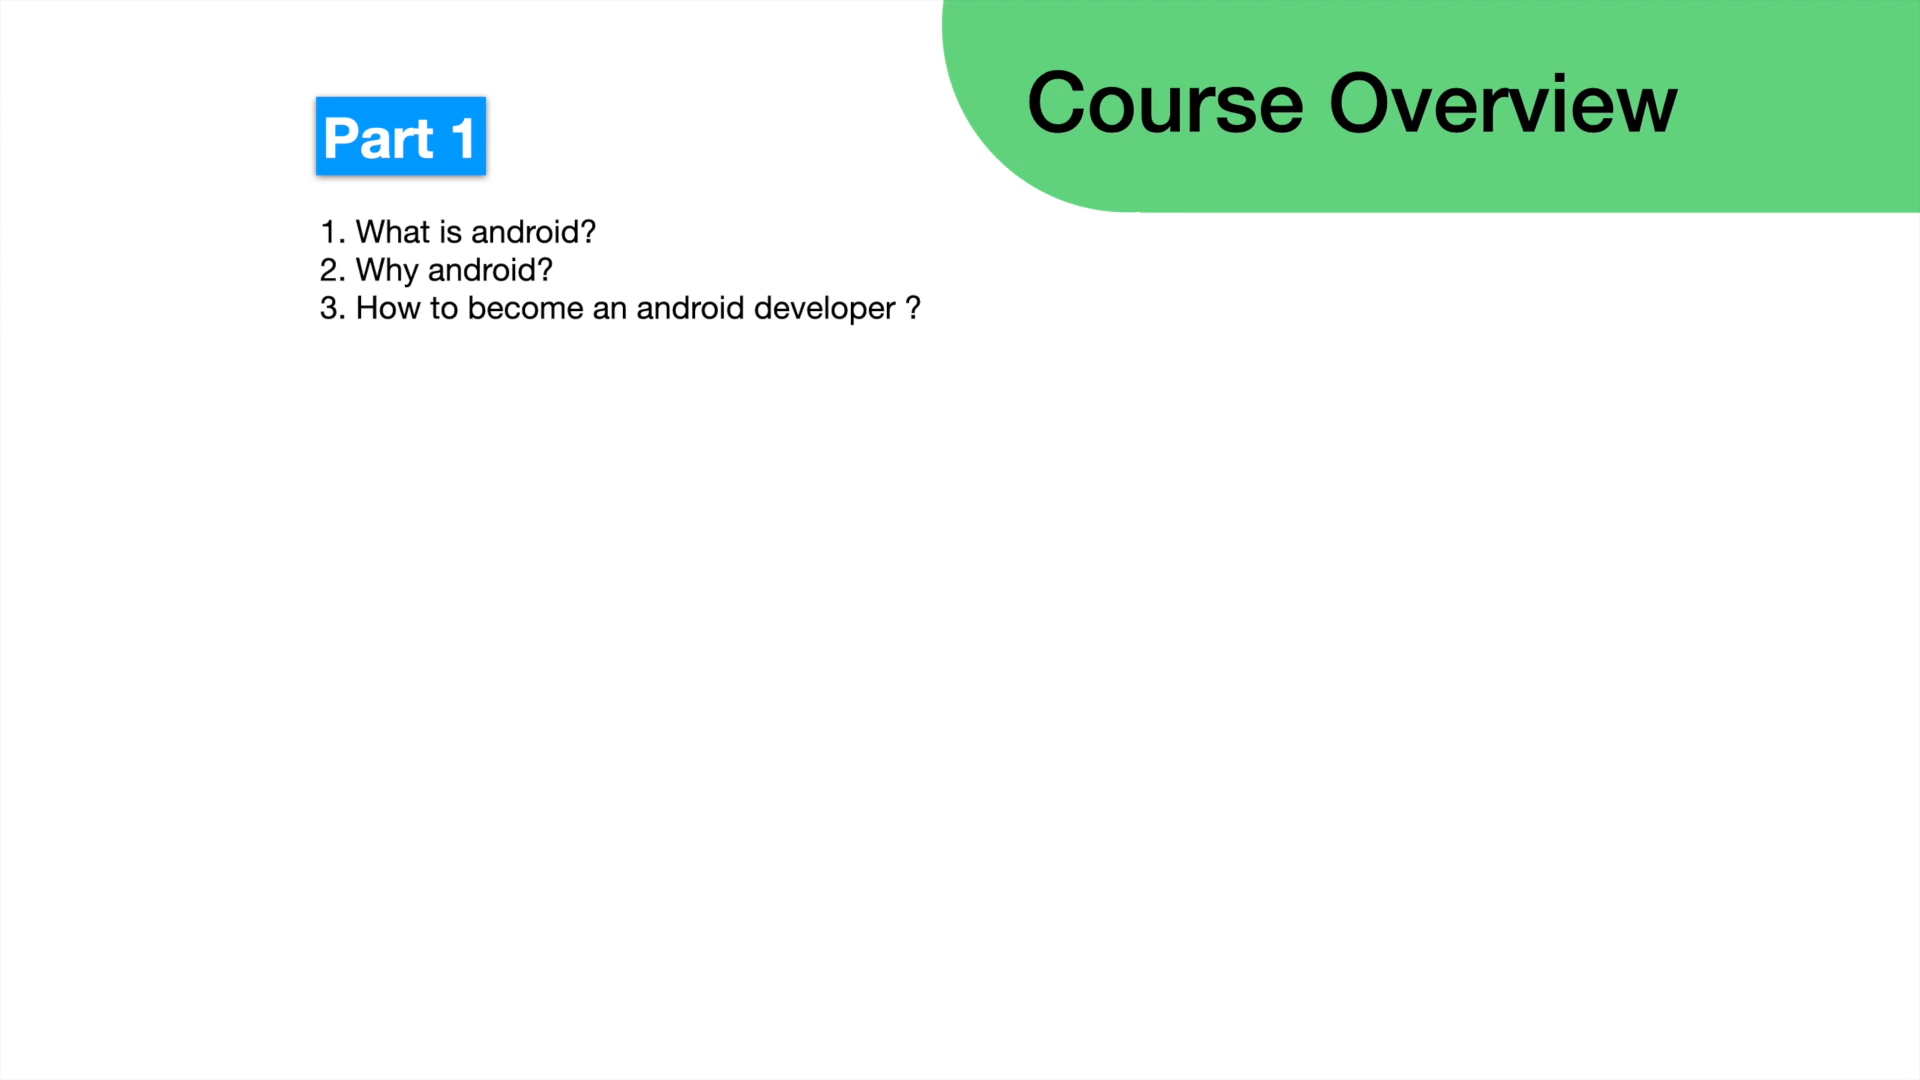 Course Overview
Part 1
1. What is android?
2. Why android?
3. How to become an android developer ?